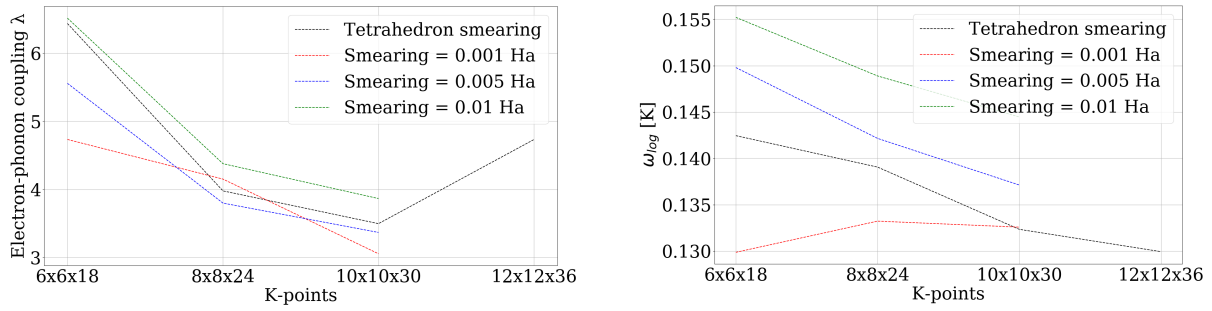 Electron-phonon coupling λ
6
5
4
3
6x6x18
8x8x24
10x10x30
12x12x36
K-points
Tetrahedron smearing
Smearing = 0.001 Ha
Smearing = 0.005 Ha
Smearing = 0.01 Ha
ω_log [K]
0.155
0.150
0.145
0.140
0.135
0.130
6x6x18
8x8x24
10x10x30
12x12x36
K-points
Tetrahedron smearing
Smearing = 0.001 Ha
Smearing = 0.005 Ha
Smearing = 0.01 Ha